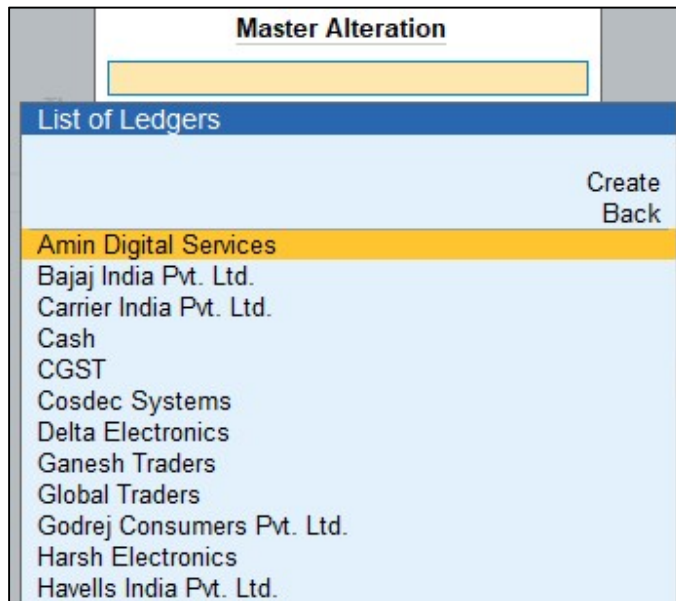 Master Alteration
List of Ledgers
Create
Back
Amin Digital Services
Bajaj India Pvt. Ltd.
Carrier India Pvt. Ltd.
Cash
CGST
Cosdec Systems
Delta Electronics
Ganesh Traders
Global Traders
Godrej Consumers Pvt. Ltd.
Harsh Electronics
Havells India Pvt. Ltd.